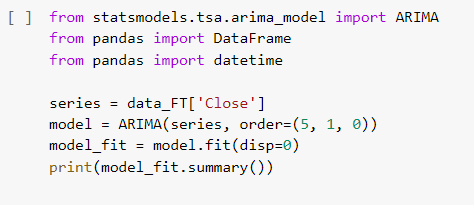 [ ] from statsmodels.tsa.arima_model import ARIMA
from pandas import DataFrame
from pandas import datetime
series = data_FT['Close']
model = ARIMA(series, order=(5, 1, 0))
model_fit = model.fit(disp=0)
print(model_fit.summary())